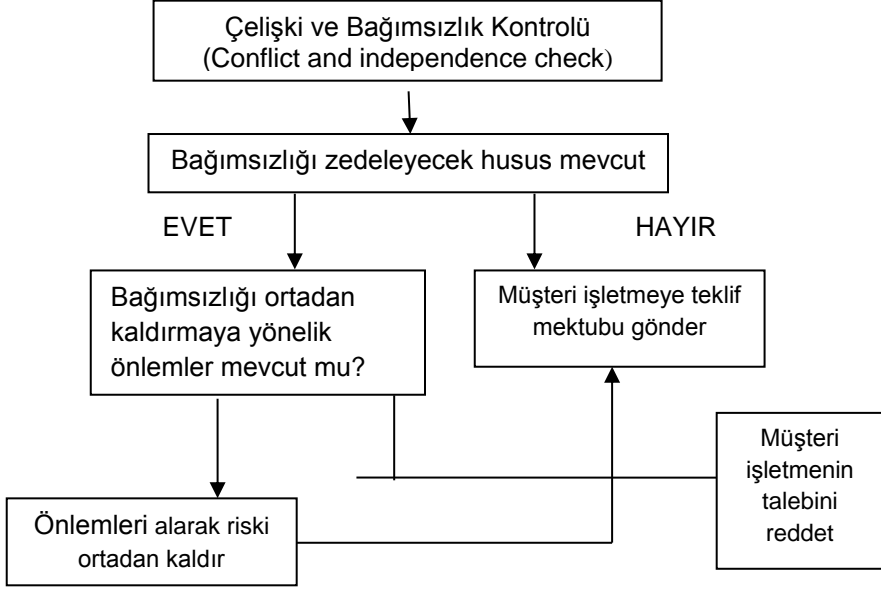 Çelişki ve Bağımsızlık Kontrolü
(Conflict and independence check)
Bağımsızlığı zedeleyecek husus mevcut
EVET
HAYIR
Bağımsızlığı ortadan
kaldırmaya yönelik
önlemler mevcut mu?
Müşteri işletmeye teklif
mektubu gönder
Müşteri
işletmenin
talebini
reddet
Önlemleri alarak riski
ortadan kaldır